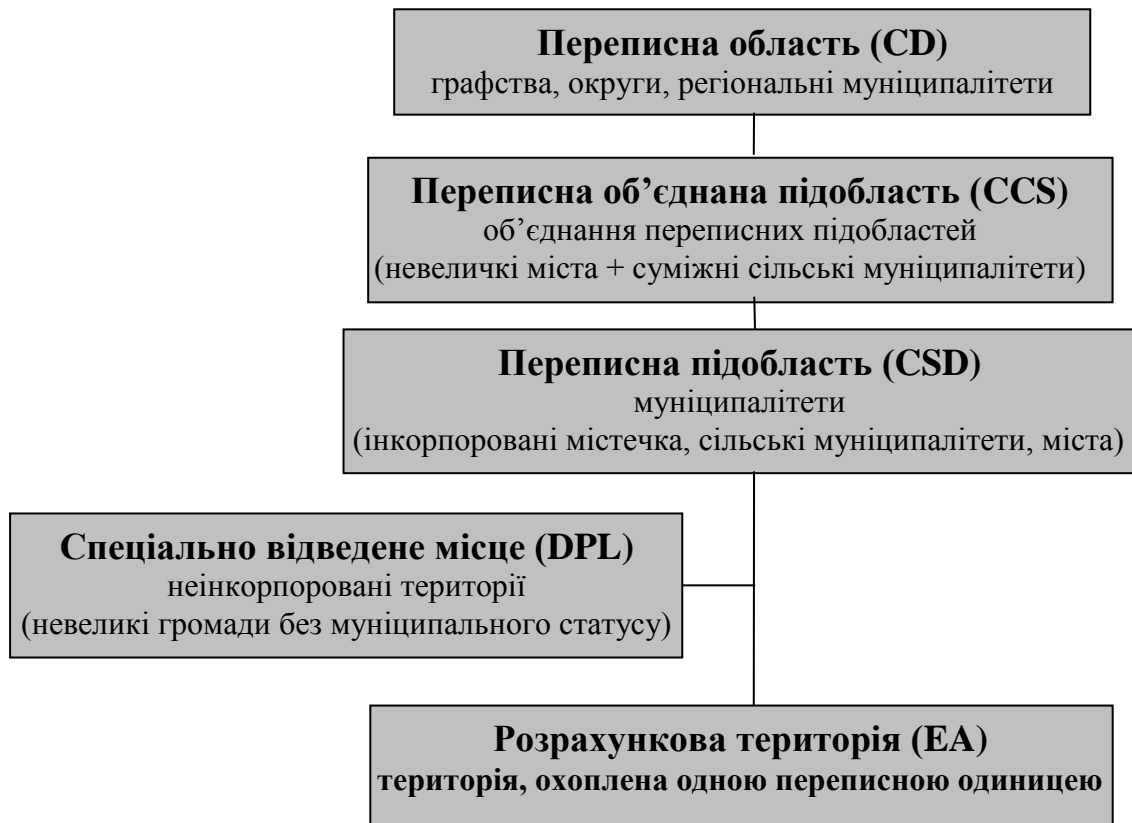 Переписна область (CD)
графства, округи, регіональні муніципалітети
Переписна об’єднана підобласть (CCS)
об’єднання переписних підобластей
(невеличкі міста + суміжні сільські муніципалітети)
Переписна підобласть (CSD)
муніципалітети
(інкорпоровані містечка, сільські муніципалітети, міста)
Спеціально відведене місце (DPL)
неінкорпоровані території
(невеликі громади без муніципального статусу)
Розрахункова територія (EA)
територія, охоплена одною переписною одиницею